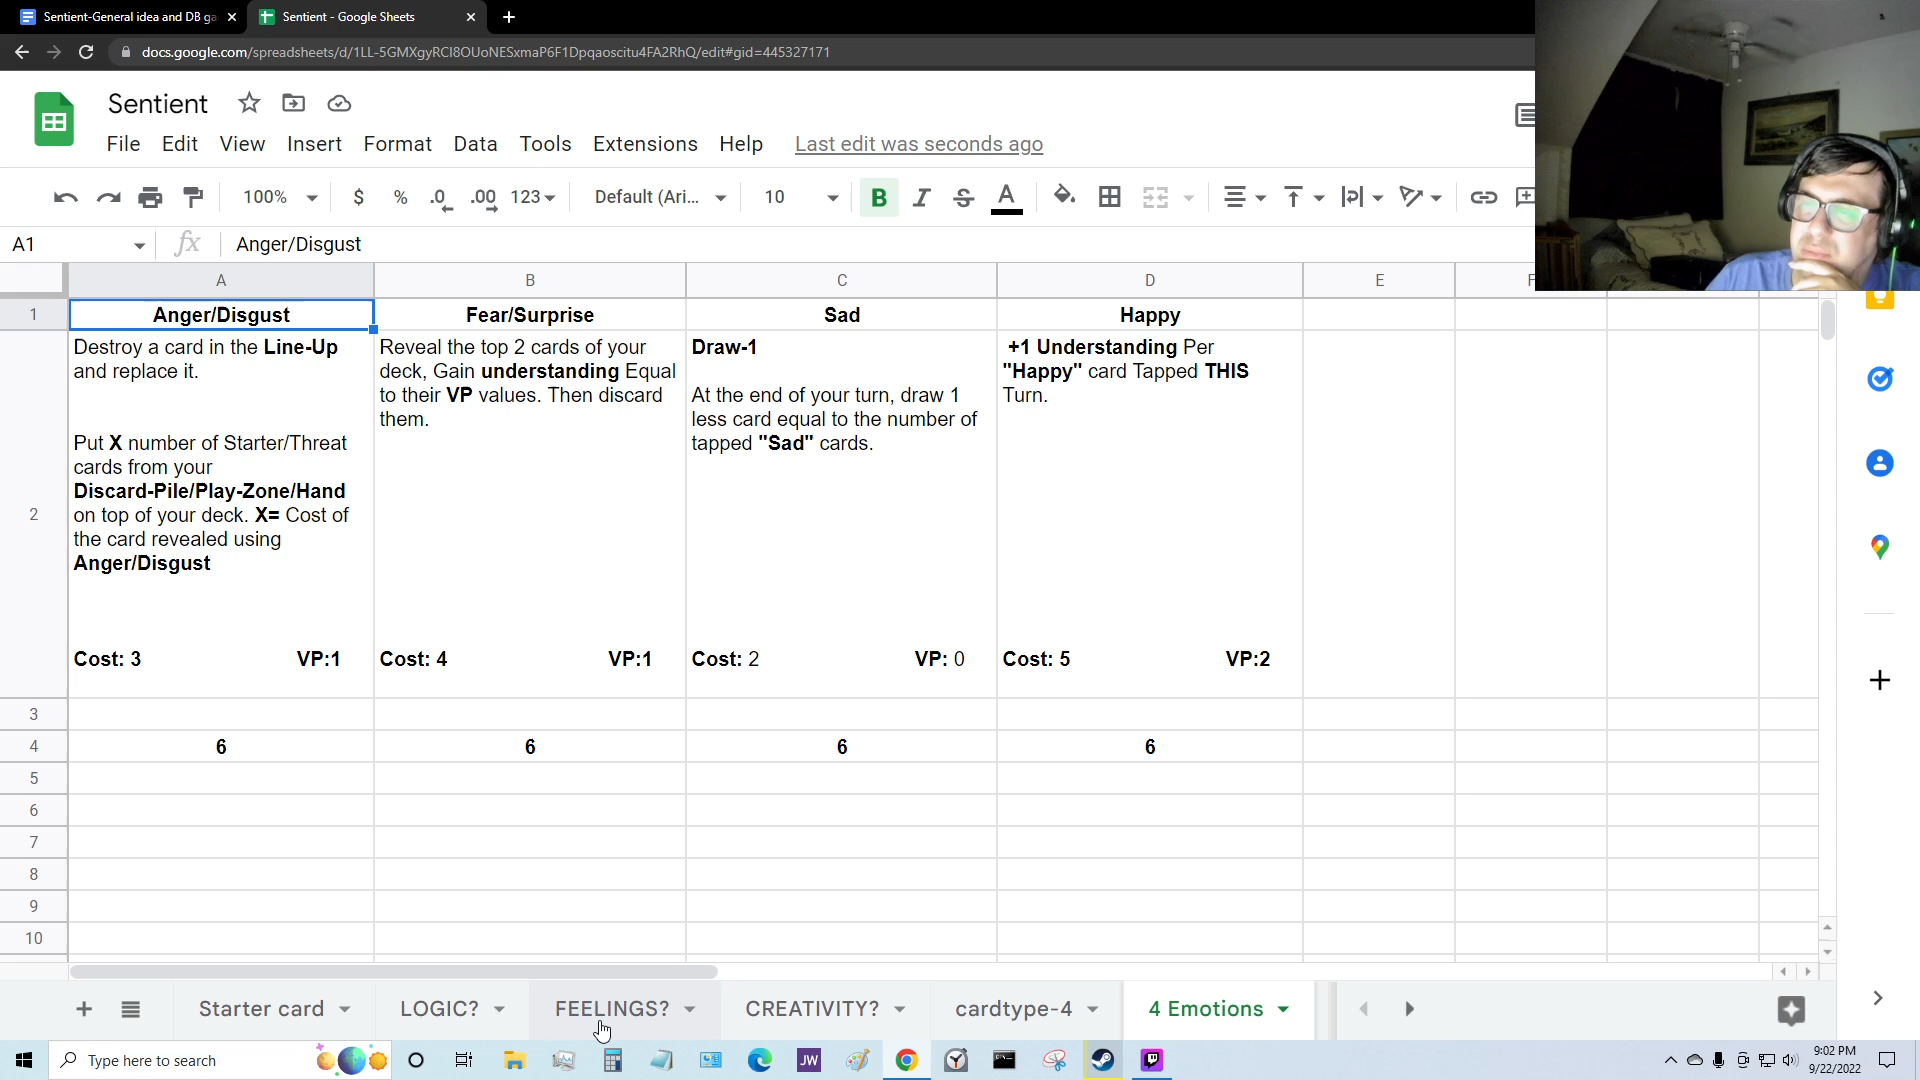 Sentient-General idea and DB ga
Sentient - Google Sheets
docs.google.com/spreadsheets/d/1LL-5GMXgyRCI8OUoNESxmaP6F1Dpqaoscitu4FA2RhQ/edit#gid=445327171
Sentient
File Edit View Insert Format Data Tools Extensions Help Last edit was seconds ago
100% $ % .0 .00 123 Default (Ari... 10 B I S A
A1 fx Anger/Disgust
A B C D E F
1 Anger/Disgust Fear/Surprise Sad Happy
2
Destroy a card in the Line-Up
and replace it.
Put X number of Starter/Threat
cards from your
Discard-Pile/Play-Zone/Hand
on top of your deck. X= Cost of
the card revealed using
Anger/Disgust
Cost: 3 VP:1
Reveal the top 2 cards of your
deck, Gain understanding Equal
to their VP values. Then discard
them.
Cost: 4 VP:1
Draw-1
At the end of your turn, draw 1
less card equal to the number of
tapped "Sad" cards.
Cost: 2 VP: 0
+1 Understanding Per
"Happy" card Tapped THIS
Turn.
Cost: 5 VP:2
3
4 6 6 6 6
5
6
7
8
9
10
Starter card LOGIC? FEELINGS? CREATIVITY? cardtype-4 4 Emotions
Type here to search
JW
9:02 PM
9/22/2022